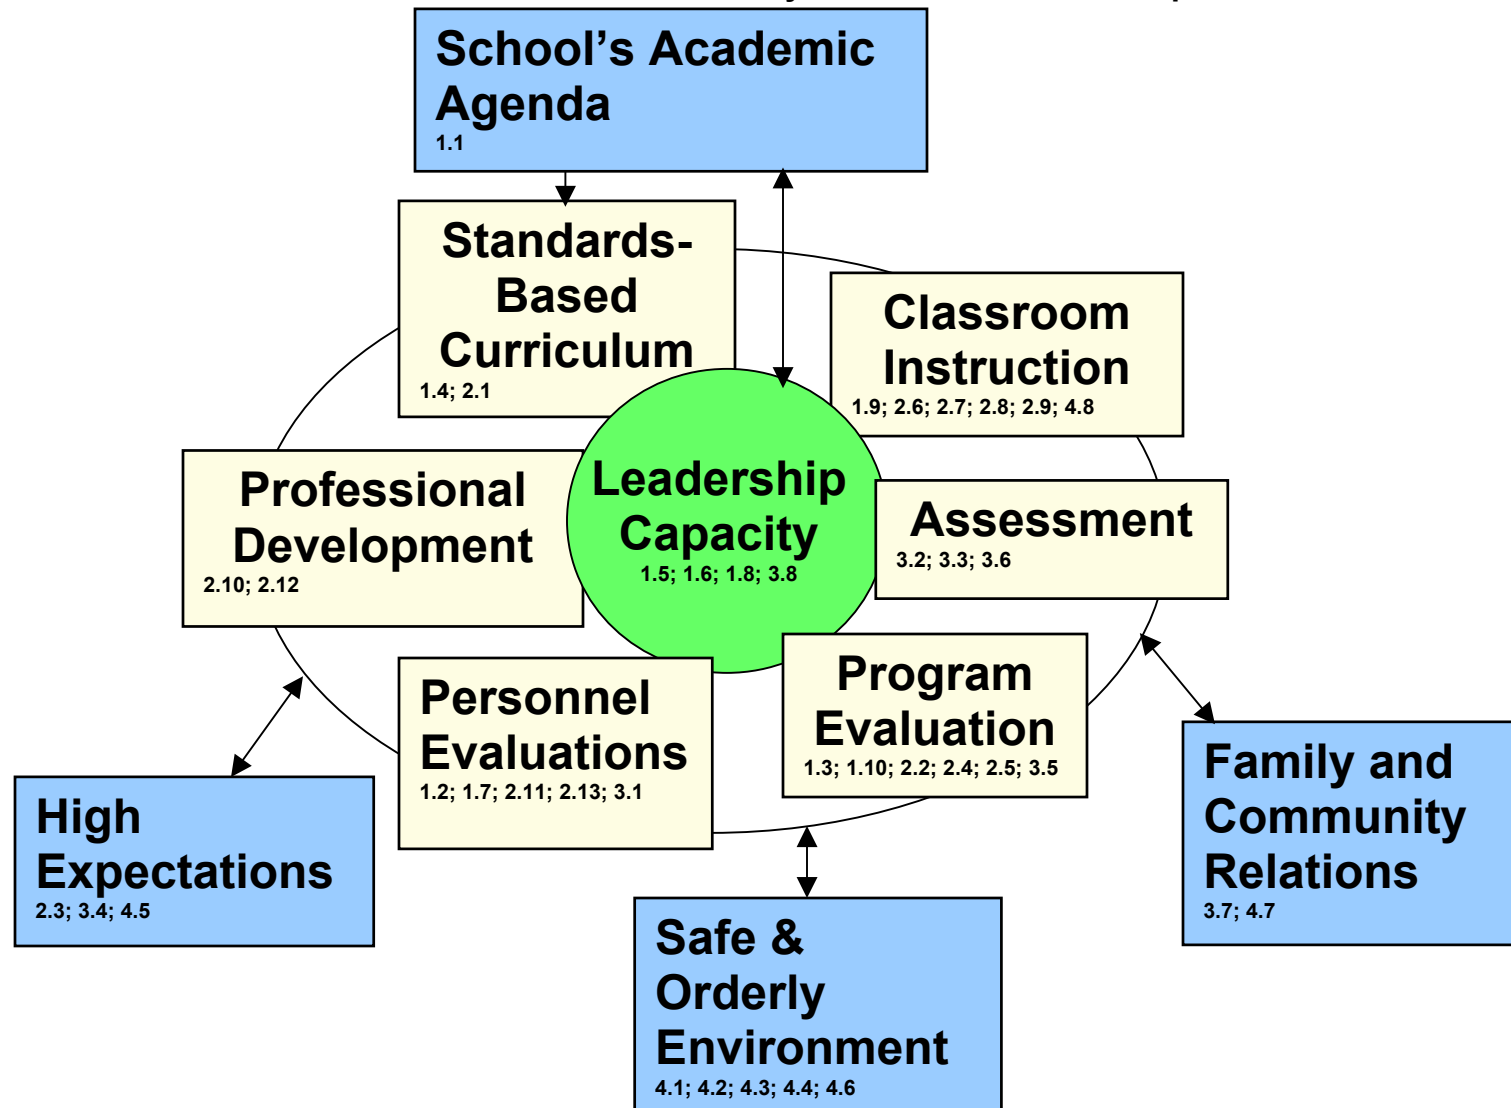 School's Academic
Agenda
1.1
Standards-
Based
Curriculum
1.4; 2.1
Classroom
Instruction
1.9; 2.6; 2.7; 2.8; 2.9; 4.8
Professional
Development
2.10; 2.12
Leadership
Capacity
1.5; 1.6; 1.8; 3.8
Assessment
3.2; 3.3; 3.6
Personnel
Evaluations
1.2; 1.7; 2.11; 2.13; 3.1
Program
Evaluation
1.3; 1.10; 2.2; 2.4; 2.5; 3.5
High
Expectations
2.3; 3.4; 4.5
Family and
Community
Relations
3.7; 4.7
Safe &
Orderly
Environment
4.1; 4.2; 4.3; 4.4; 4.6